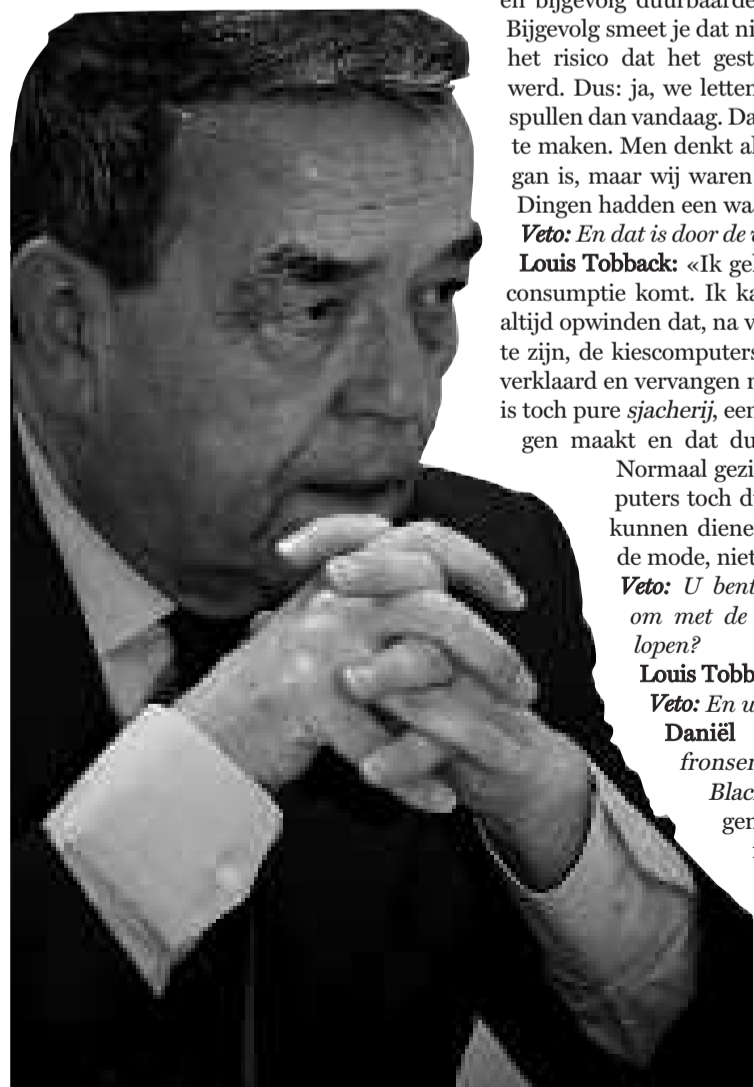 en bijgevolg duurbaarde
Bijgevolg smeet je dat ni
het risico dat het gest
werd. Dus: ja, we letten
spullen dan vandaag. Da
te maken. Men denkt al
gan is, maar wij waren
Dingen hadden een wa
Veto: En dat is door de
Louis Tobback: «Ik gel
consumptie komt. Ik ka
altijd opwinden dat, na v
te zijn, de kiescomputers
verklaard en vervangen
is toch pure sjacherij, een
gen maakt en dat du
Normaal gezi
puters toch d
kunnen diene
de mode, niet
Veto: U bent
om met de
lopen?
Louis Tobb
Veto: En u
Daniël
fronsen
Blac
gen